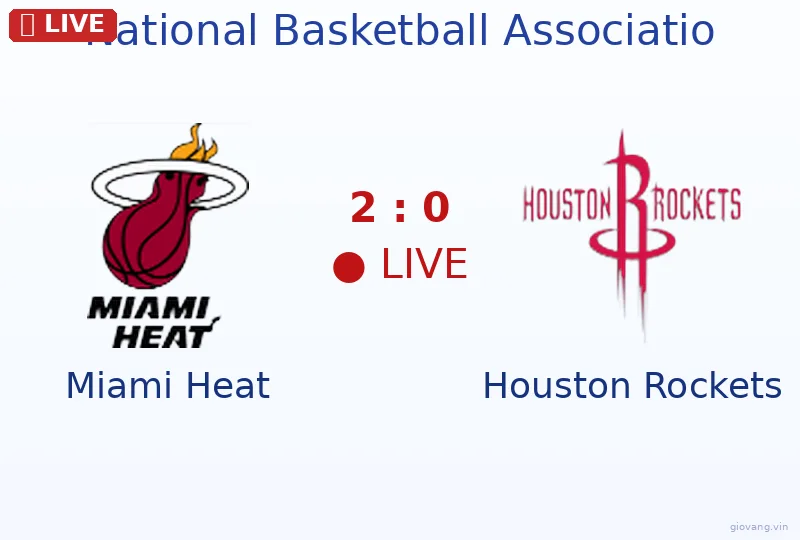 LIVE
National Basketball Associatio
2 : 0
● LIVE
MIAMI
HEAT
HOUSTON ROCKETS
Miami Heat
Houston Rockets
giovang.vin